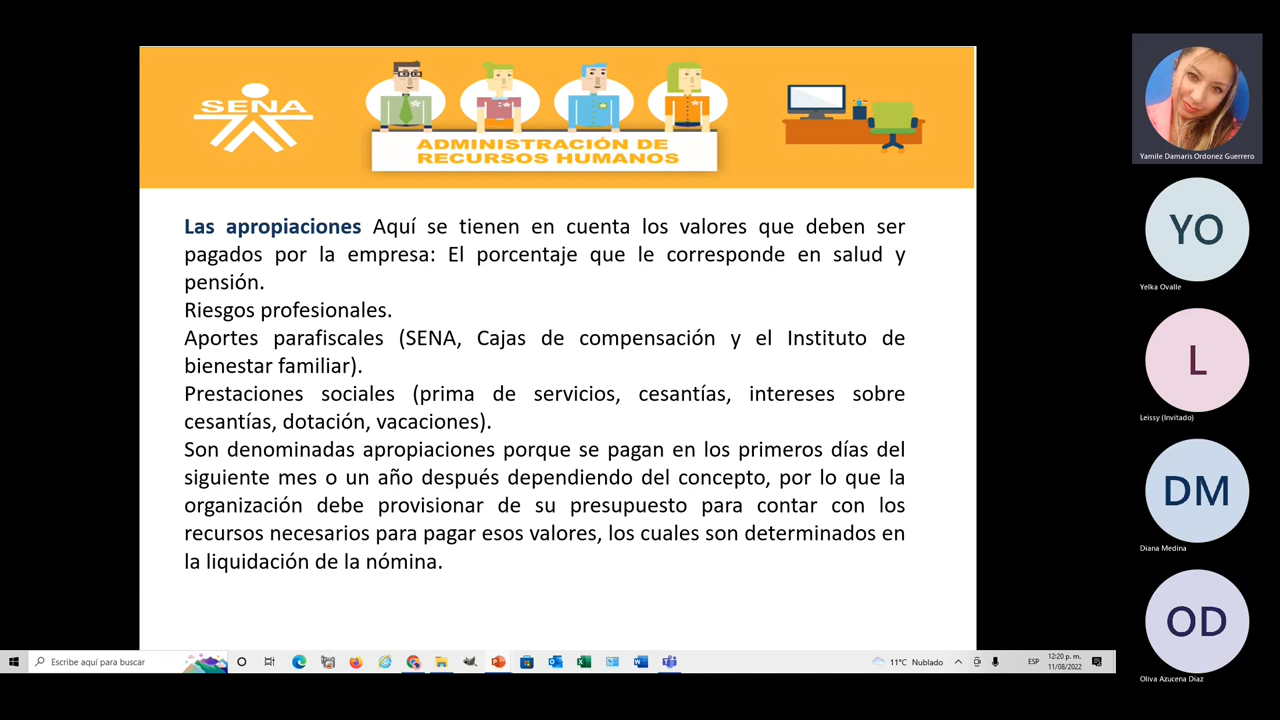 SENA
ADMINISTRACIÓN DE
RECURSOS HUMANOS
Las apropiaciones Aquí se tienen en cuenta los valores que deben ser
pagados por la empresa: El porcentaje que le corresponde en salud y
pensión.
Riesgos profesionales.
Aportes parafiscales (SENA, Cajas de compensación y el Instituto de
bienestar familiar).
Prestaciones sociales (prima de servicios, cesantías, intereses sobre
cesantías, dotación, vacaciones).
Son denominadas apropiaciones porque se pagan en los primeros días del
siguiente mes o un año después dependiendo del concepto, por lo que la
organización debe provisionar de su presupuesto para contar con los
recursos necesarios para pagar esos valores, los cuales son determinados en
la liquidación de la nómina.
Yamile Damaris Ordonez Guerrero
YO
Yelka Ovalle
L
Leissy (Invitado)
DM
Diana Medina
OD
Oliva Azucena Diaz
Escribe aquí para buscar
11°C Nublado
ESP
12:20 p. m.
11/08/2022